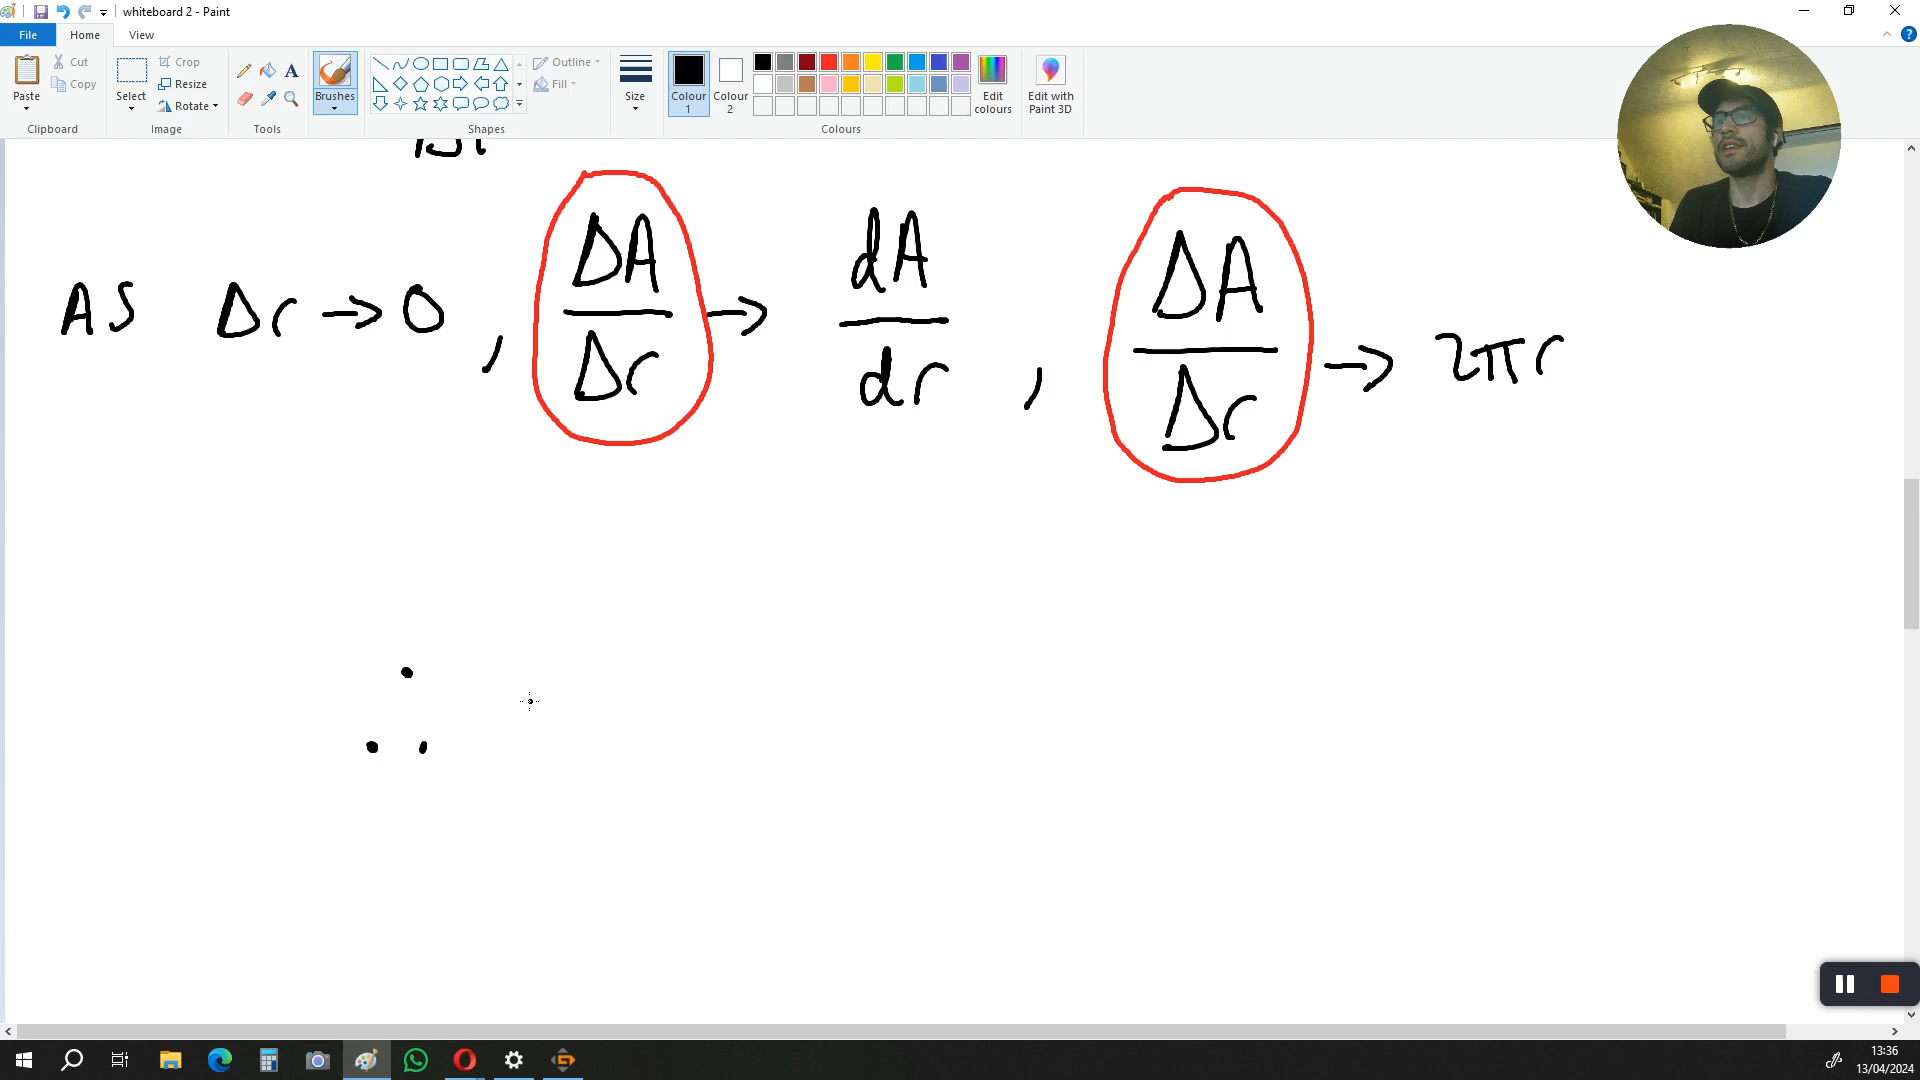 whiteboard 2 - Paint
File Home View
Paste
Cut
Copy
Clipboard
Select
Crop
Resize
Rotate
Image
Tools
Brushes
Shapes
Outline
Fill
Size
Colour 1
Colour 2
Colours
Edit colours
Edit with Paint 3D
AS Δr → 0 , ΔA/Δr → dA/dr , ΔA/Δr → 2πr
∴
13:36
13/04/2024